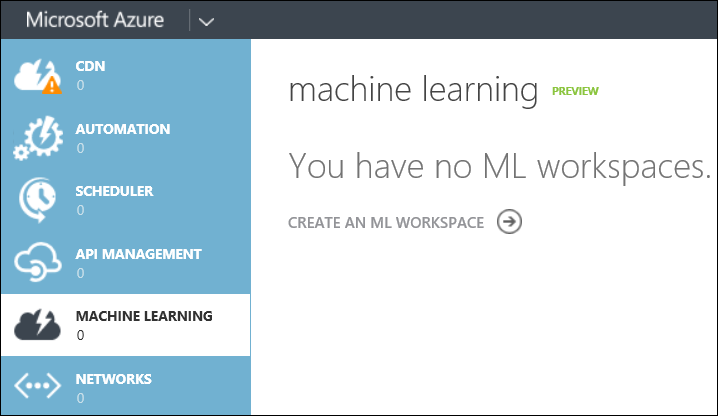 Microsoft Azure
CDN
0
AUTOMATION
0
SCHEDULER
0
API MANAGEMENT
0
MACHINE LEARNING
0
NETWORKS
0
machine learning PREVIEW
You have no ML workspaces.
CREATE AN ML WORKSPACE